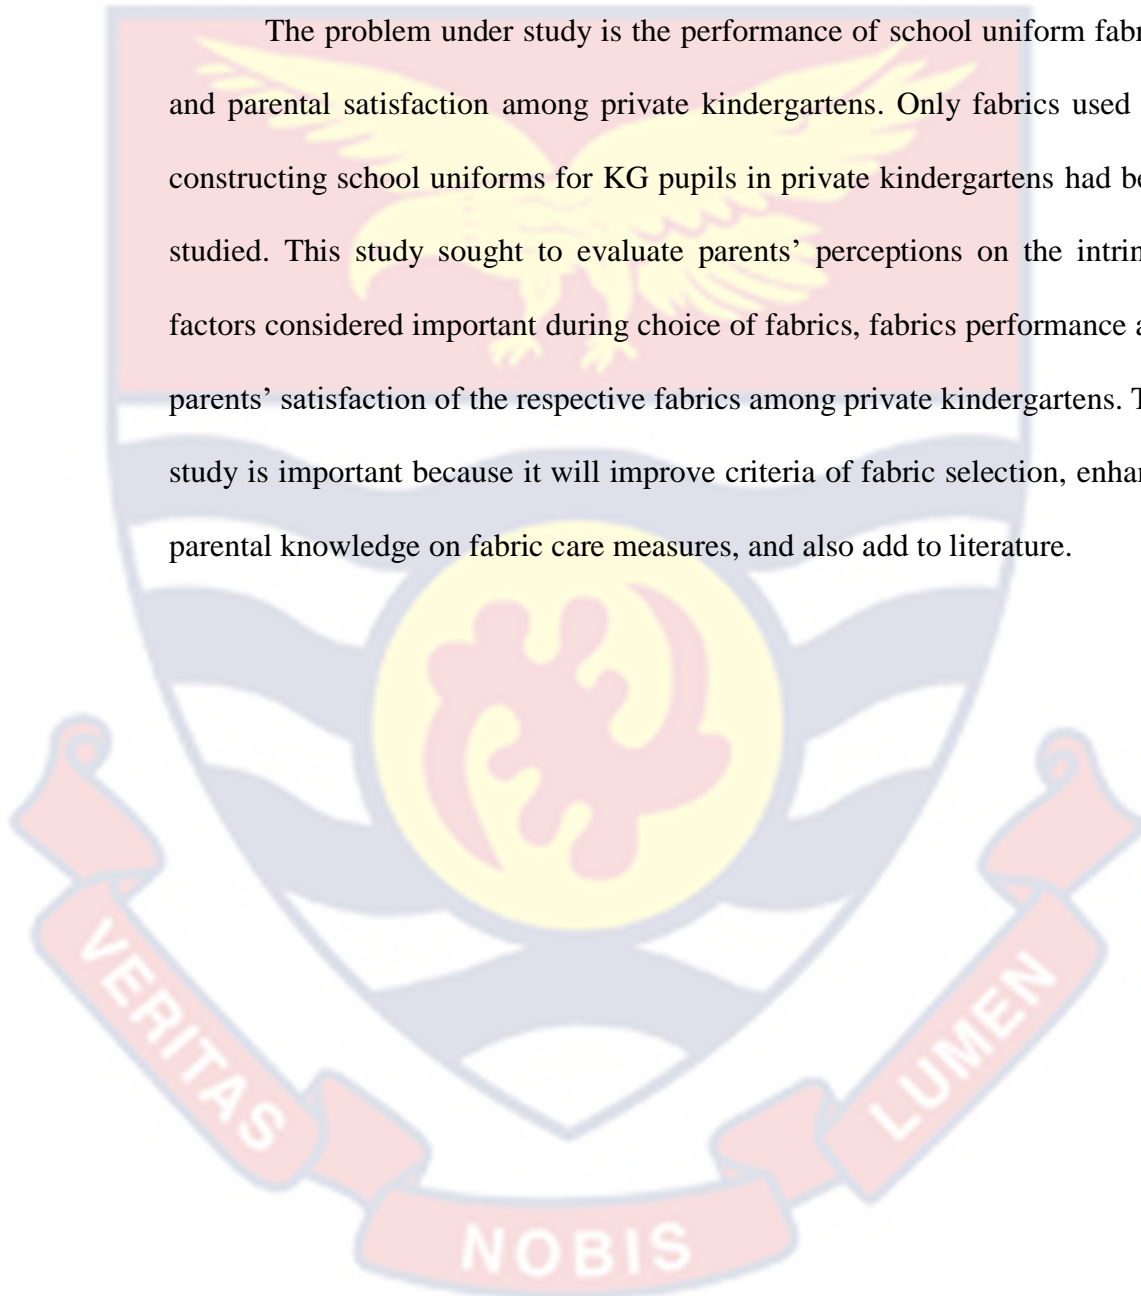 The problem under study is the performance of school uniform fabr
and parental satisfaction among private kindergartens. Only fabrics used
constructing school uniforms for KG pupils in private kindergartens had be
studied. This study sought to evaluate parents’ perceptions on the intrin
factors considered important during choice of fabrics, fabrics performance a
parents’ satisfaction of the respective fabrics among private kindergartens. T
study is important because it will improve criteria of fabric selection, enhan
parental knowledge on fabric care measures, and also add to literature.
VERITAS
NOBIS
LUMEN